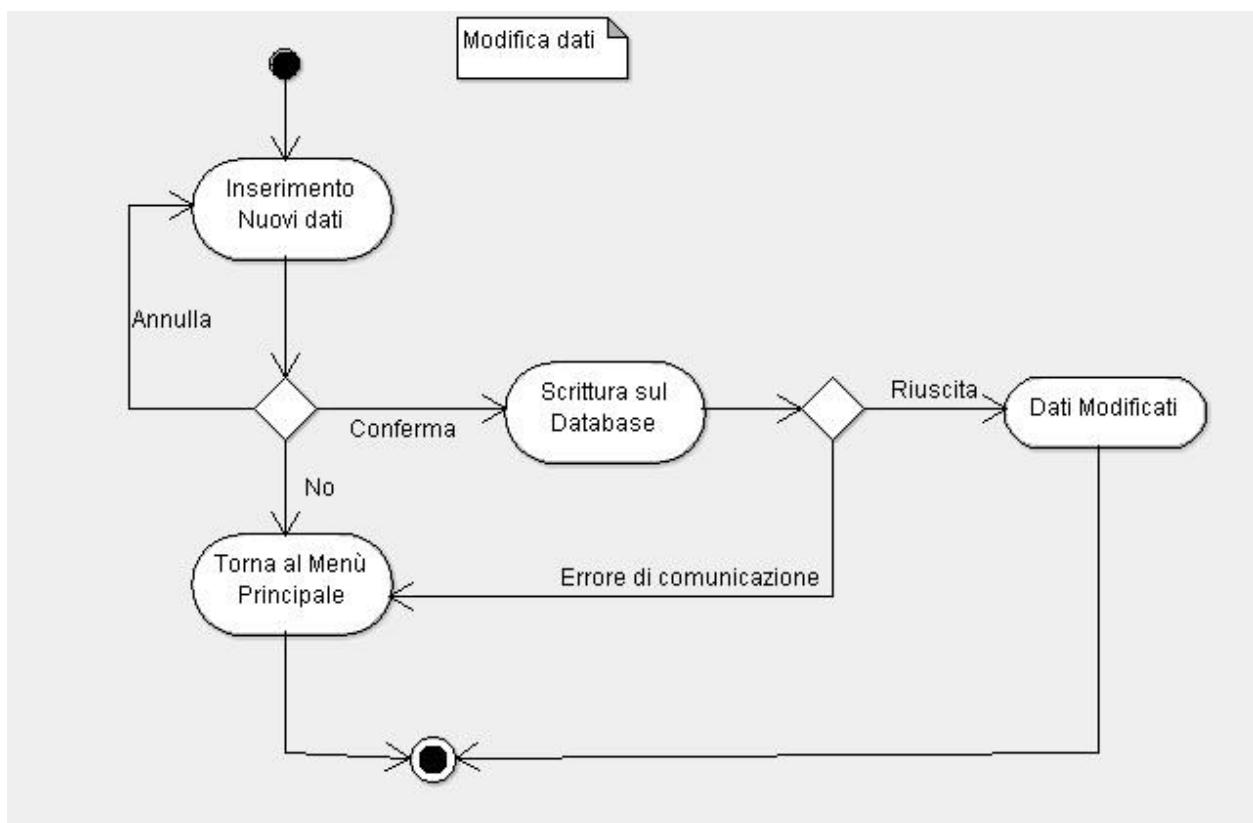 Modifica dati
Inserimento
Nuovi dati
Annulla
Conferma
Scrittura sul
Database
Riuscita
Dati Modificati
No
Torna al Menù
Principale
Errore di comunicazione